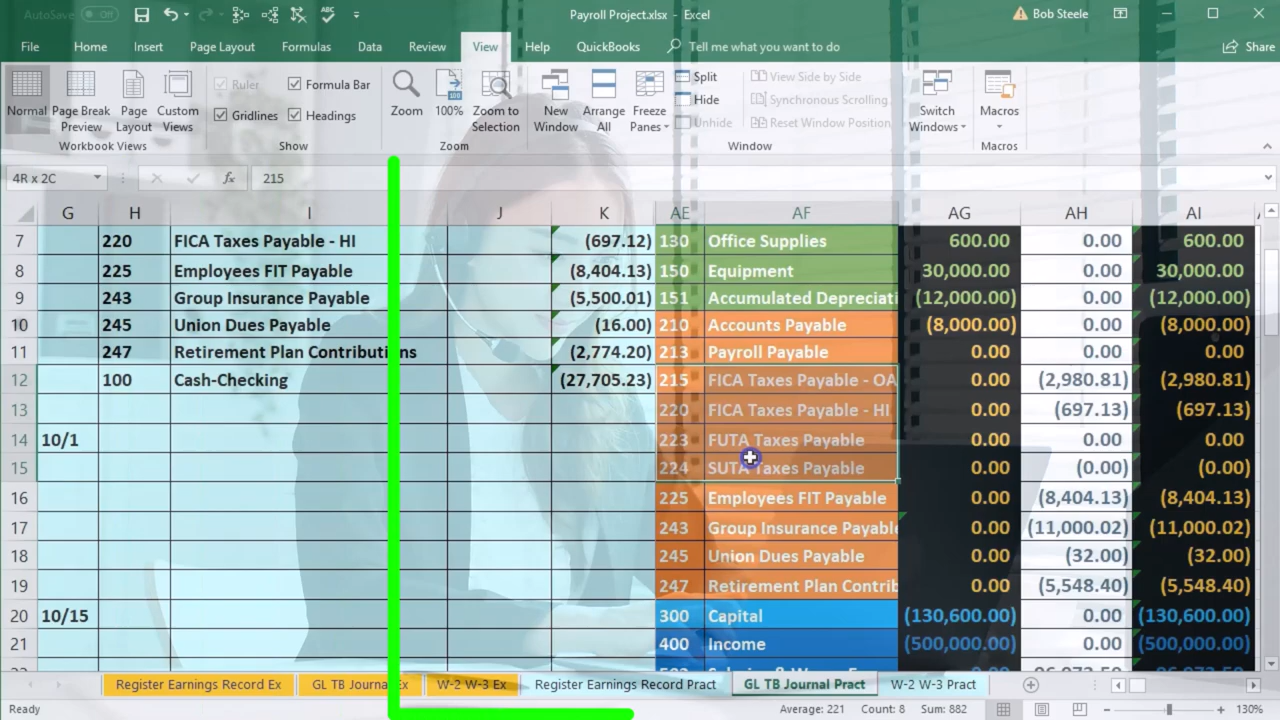 AutoSave Off Payroll Project.xlsx - Excel Bob Steele
File Home Insert Page Layout Formulas Data Review View Help QuickBooks Tell me what you want to do Share
Normal Page Break Preview Page Layout Custom Views
Workbook Views
Ruler Formula Bar
Gridlines Headings
Show
Zoom 100% Zoom to Selection
Zoom
New Window Arrange All Freeze Panes
Split
Hide
Unhide
View Side by Side
Synchronous Scrolling
Reset Window Position
Window
Switch Windows
Macros
Macros
4R x 2C fx 215
G H I J K AE AF AG AH AI
7 220 FICA Taxes Payable - HI (697.12) 130 Office Supplies 600.00 0.00 600.00
8 225 Employees FIT Payable (8,404.13) 150 Equipment 30,000.00 0.00 30,000.00
9 243 Group Insurance Payable (5,500.01) 151 Accumulated Depreciati (12,000.00) 0.00 (12,000.00)
10 245 Union Dues Payable (16.00) 210 Accounts Payable (8,000.00) 0.00 (8,000.00)
11 247 Retirement Plan Contributions (2,774.20) 213 Payroll Payable 0.00 0.00 0.00
12 100 Cash-Checking (27,705.23) 215 FICA Taxes Payable - OA 0.00 (2,980.81) (2,980.81)
13 220 FICA Taxes Payable - HI 0.00 (697.13) (697.13)
14 10/1 223 FUTA Taxes Payable 0.00 0.00 0.00
15 224 SUTA Taxes Payable 0.00 (0.00) (0.00)
16 225 Employees FIT Payable 0.00 (8,404.13) (8,404.13)
17 243 Group Insurance Payable 0.00 (11,000.02) (11,000.02)
18 245 Union Dues Payable 0.00 (32.00) (32.00)
19 247 Retirement Plan Contrib 0.00 (5,548.40) (5,548.40)
20 10/15 300 Capital (130,600.00) 0.00 (130,600.00)
21 400 Income (500,000.00) 0.00 (500,000.00)
Register Earnings Record Ex GL TB Journal Ex W-2 W-3 Ex Register Earnings Record Pract GL TB Journal Pract W-2 W-3 Pract
Ready Average: 221 Count: 8 Sum: 882 130%